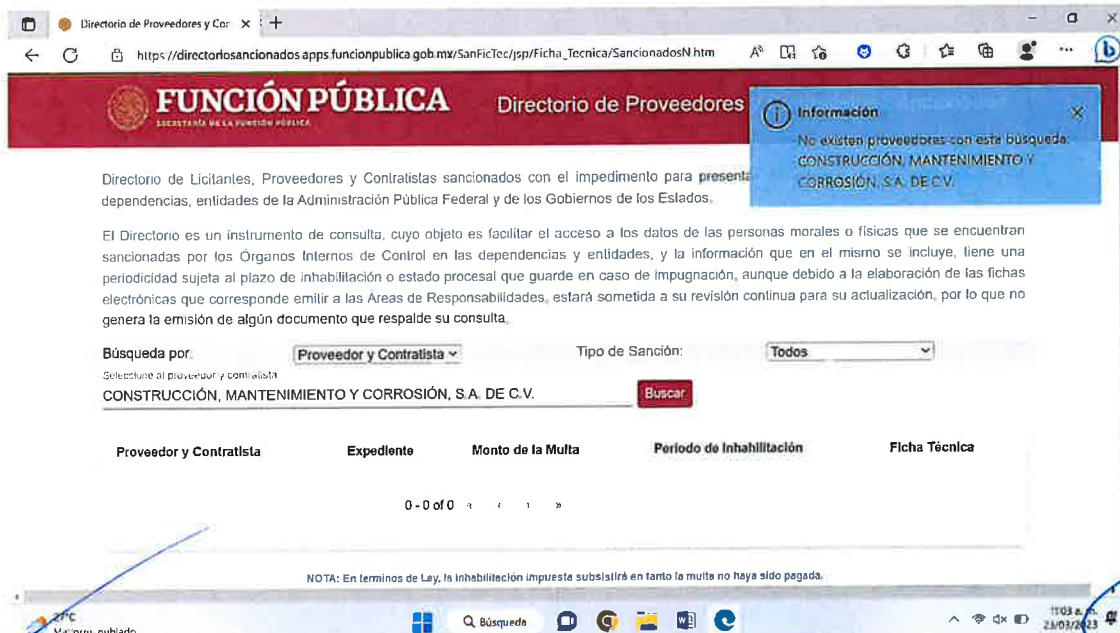 Directorio de Proveedores y Cor
https://directoriosancionados.apps.funcionpublica.gob.mx/SanFicTec/jsp/Ficha_Tecnica/SancionadosN.htm
FUNCIÓN PÚBLICA
SECRETARÍA DE LA FUNCIÓN PÚBLICA
Directorio de Proveedores
Información
No existen proveedores con esta búsqueda:
CONSTRUCCIÓN, MANTENIMIENTO Y
CORROSIÓN, S.A. DE C.V.
Directorio de Licitantes, Proveedores y Contratistas sancionados con el impedimento para presenta
dependencias, entidades de la Administración Pública Federal y de los Gobiernos de los Estados.
El Directorio es un instrumento de consulta, cuyo objeto es facilitar el acceso a los datos de las personas morales o físicas que se encuentran
sancionadas por los Órganos Internos de Control en las dependencias y entidades, y la información que en el mismo se incluye, tiene una
periodicidad sujeta al plazo de inhabilitación o estado procesal que guarde en caso de impugnación, aunque debido a la elaboración de las fichas
electrónicas que corresponde emitir a las Áreas de Responsabilidades, estará sometida a su revisión continua para su actualización, por lo que no
genera la emisión de algún documento que respalde su consulta.
Búsqueda por: Proveedor y Contratista Tipo de Sanción: Todos
Seleccione al proveedor y contratista
CONSTRUCCIÓN, MANTENIMIENTO Y CORROSIÓN, S.A. DE C.V. Buscar
Proveedor y Contratista Expediente Monto de la Multa Periodo de Inhabilitación Ficha Técnica
0 - 0 of 0 « ‹ › »
NOTA: En terminos de Ley, la inhabilitación impuesta subsistirá en tanto la multa no haya sido pagada.
27°C
nublado
Búsqueda
11:03 a. m.
23/03/2023